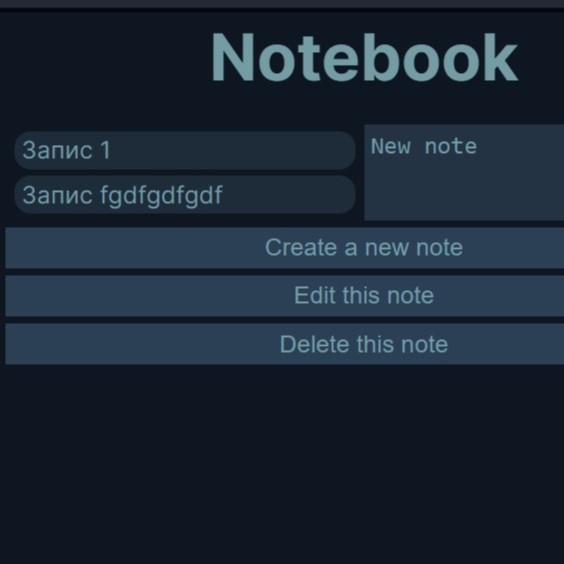 Notebook
Запис 1
Запис fgdfgdfgdf
New note
Create a new note
Edit this note
Delete this note